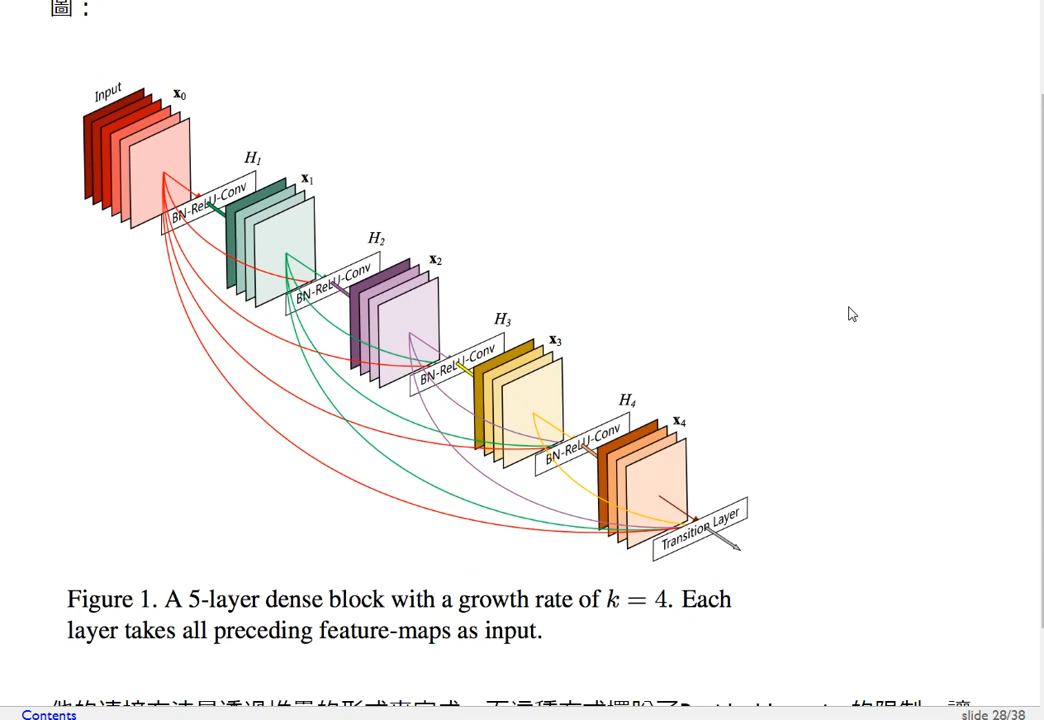 圖：
Input
x0
H1
BN-ReLU-Conv
x1
H2
BN-ReLU-Conv
x2
H3
BN-ReLU-Conv
x3
H4
BN-ReLU-Conv
x4
Transition Layer
Figure 1. A 5-layer dense block with a growth rate of k = 4. Each
layer takes all preceding feature-maps as input.
Contents
slide 28/38